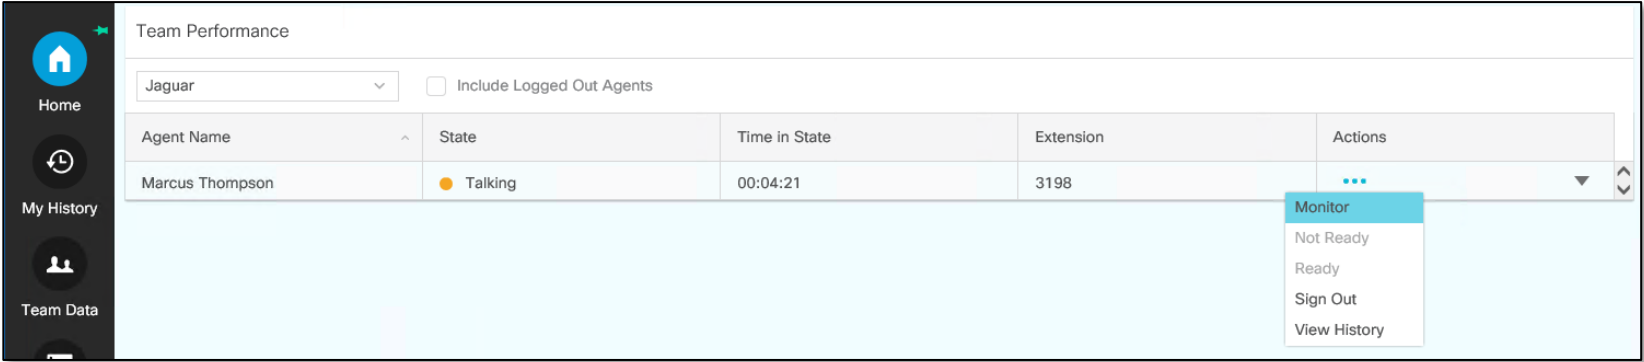 Team Performance
Home
Jaguar
Include Logged Out Agents
Agent Name State Time in State Extension Actions
Marcus Thompson Talking 00:04:21 3198
My History
Monitor
Not Ready
Ready
Sign Out
View History
Team Data